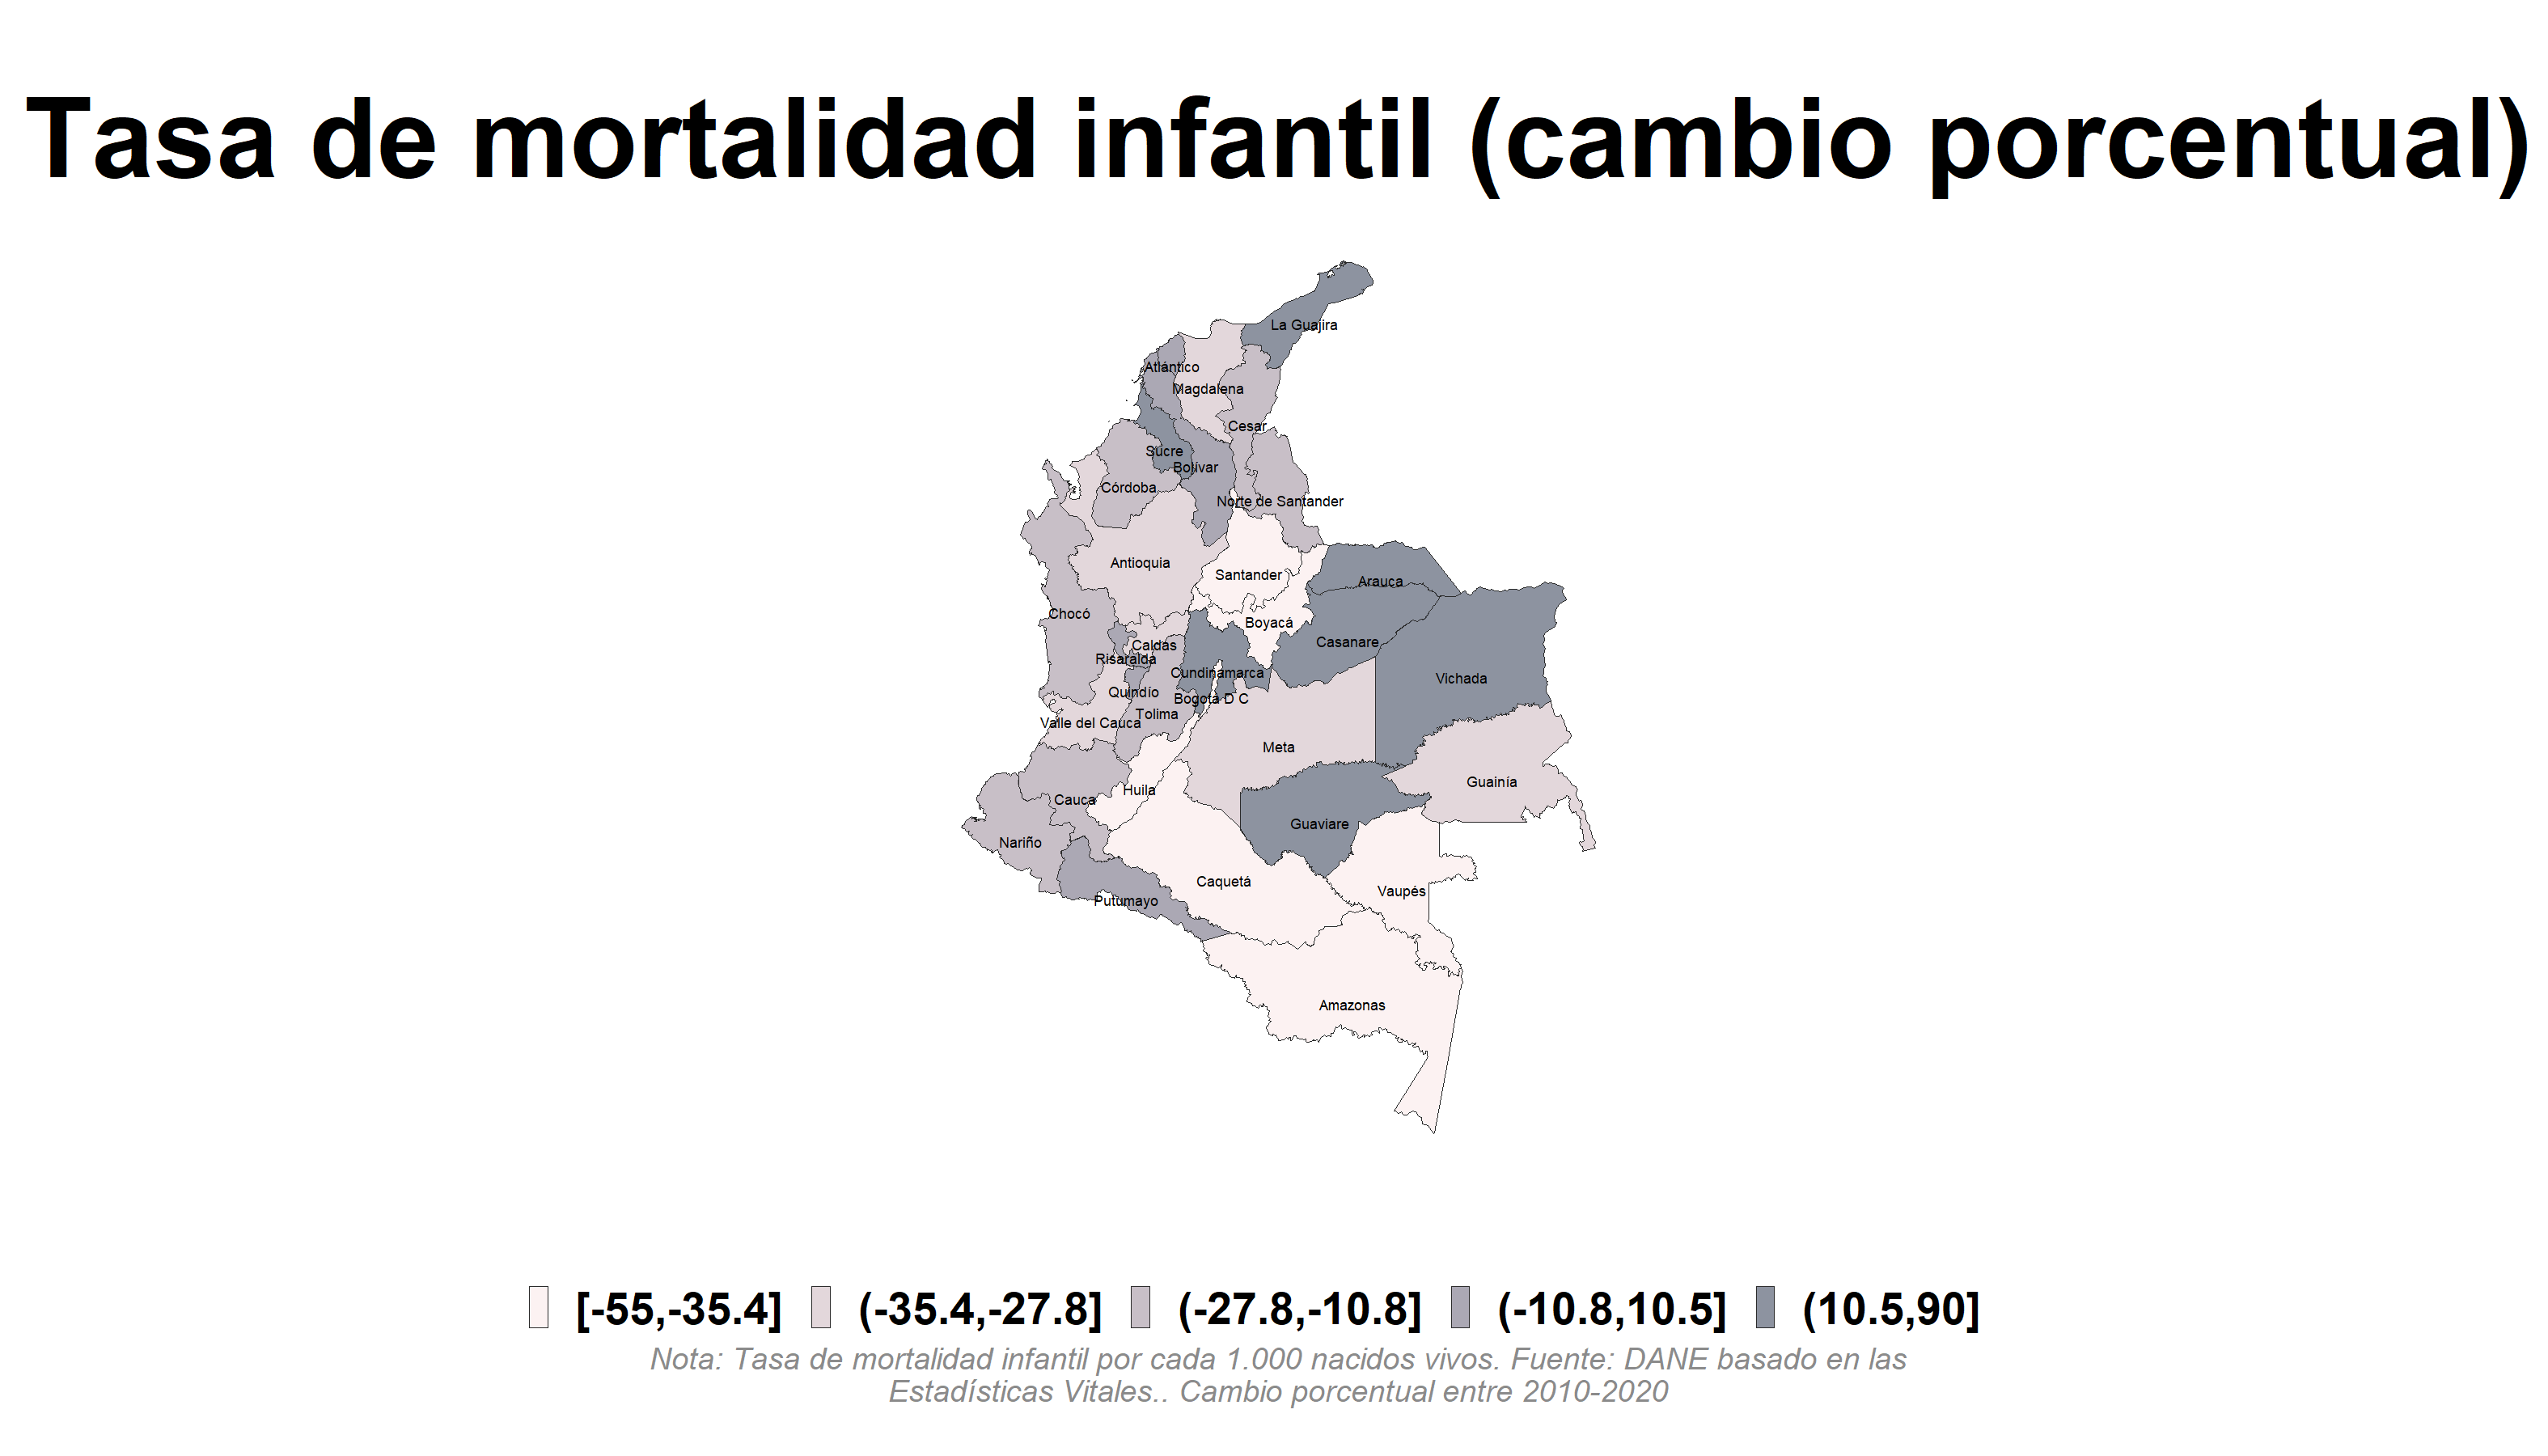 Tasa de mortalidad infantil (cambio porcentual)
La Guajira
Atlántico
Magdalena
Cesar
Sucre
Bolívar
Córdoba
Norte de Santander
Antioquia
Santander
Arauca
Chocó
Boyacá
Casanare
Caldas
Risaralda
Cundinamarca
Vichada
Quindío
Bogotá D C
Tolima
Valle del Cauca
Meta
Guainía
Huila
Cauca
Guaviare
Nariño
Caquetá
Vaupés
Putumayo
Amazonas
[-55,-35.4] (-35.4,-27.8] (-27.8,-10.8] (-10.8,10.5] (10.5,90]
Nota: Tasa de mortalidad infantil por cada 1.000 nacidos vivos. Fuente: DANE basado en las
Estadísticas Vitales.. Cambio porcentual entre 2010-2020